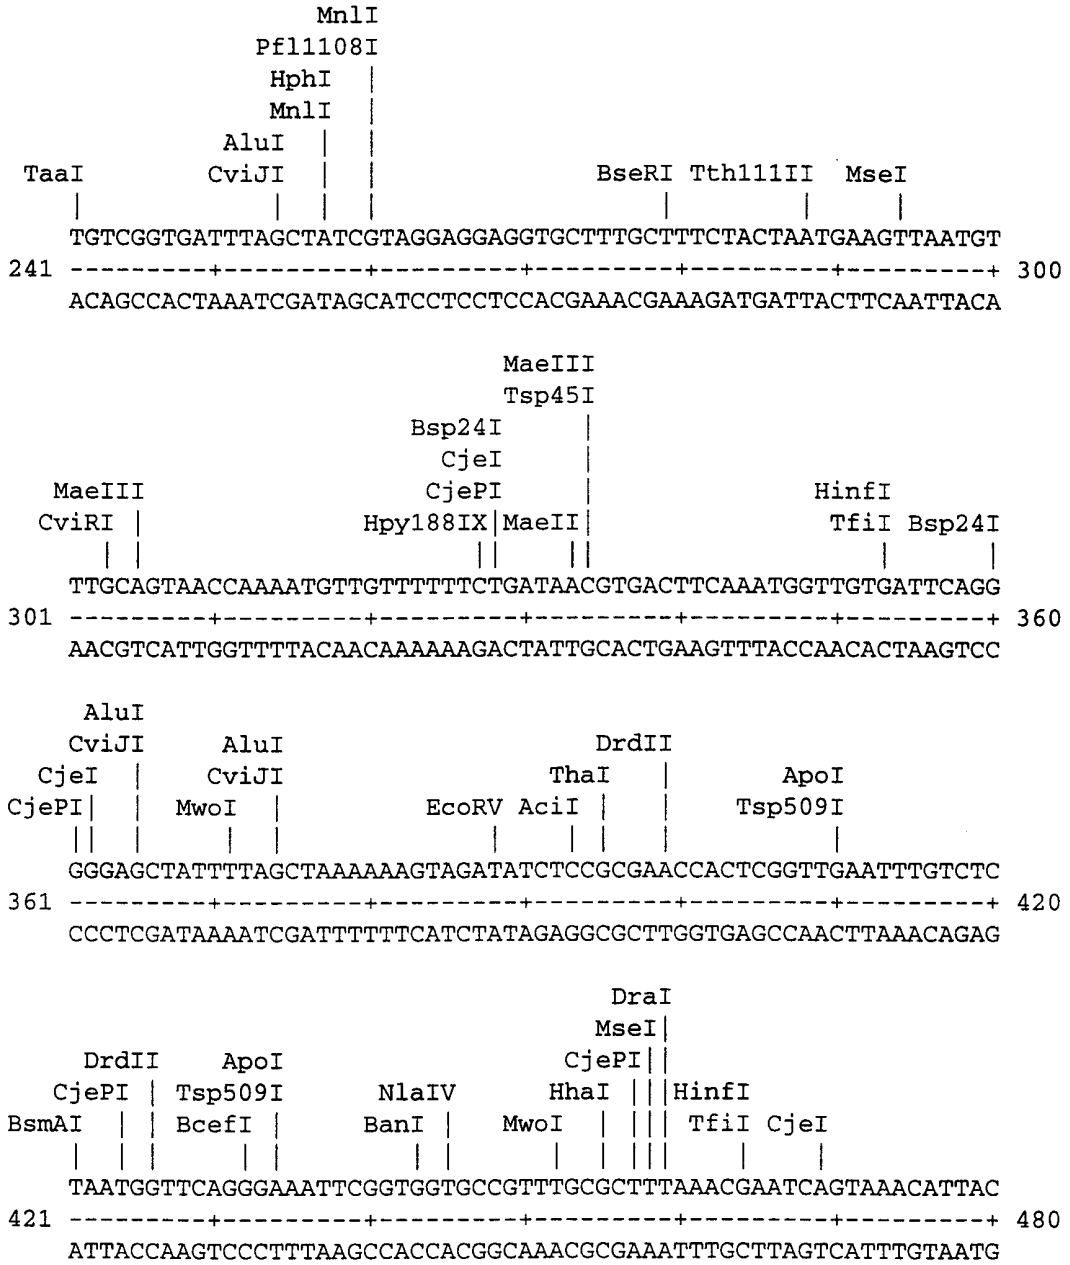 MnlI
Pfl1108I
HphI
MnlI
AluI
TaaI CviJI BseRI Tth111II MseI
TGTCGGTGATTTAGCTATCGTAGGAGGAGGTGCTTTGCTTTCTACTAATGAAGTTAATGT
241 ---------+---------+---------+---------+---------+---------+ 300
ACAGCCACTAAATCGATAGCATCCTCCTCCACGAAACGAAAGATGATTACTTCAATTACA
MaeIII
Tsp45I
Bsp24I
CjeI
MaeIII CjePI HinfI
CviRI Hpy188IX MaeII TfiI Bsp24I
TTGCAGTAACCAAAATGTTGTTTTTTCTGATAACGTGACTTCAAATGGTTGTGATTCAGG
301 ---------+---------+---------+---------+---------+---------+ 360
AACGTCATTGGTTTTACAACAAAAAAGACTATTGCACTGAAGTTTACCAACACTAAGTCC
AluI
CviJI AluI DrdII
CjeI CviJI ThaI ApoI
CjePI MwoI EcoRV AciI Tsp509I
GGGAGCTATTTTAGCTAAAAAAGTAGATATCTCCGCGAACCACTCGGTTGAATTTGTCTC
361 ---------+---------+---------+---------+---------+---------+ 420
CCCTCGATAAAATCGATTTTTTCATCTATAGAGGCGCTTGGTGAGCCAACTTAAACAGAG
DraI
MseI
DrdII ApoI CjePI
CjePI Tsp509I NlaIV HhaI HinfI
BsmAI BcefI BanI MwoI TfiI CjeI
TAATGGTTCAGGGAAATTCGGTGGTGCCGTTTGCGCTTTAAACGAATCAGTAAACATTAC
421 ---------+---------+---------+---------+---------+---------+ 480
ATTACCAAGTCCCTTTAAGCCACCACGGCAAACGCGAAATTTGCTTAGTCATTTGTAATG